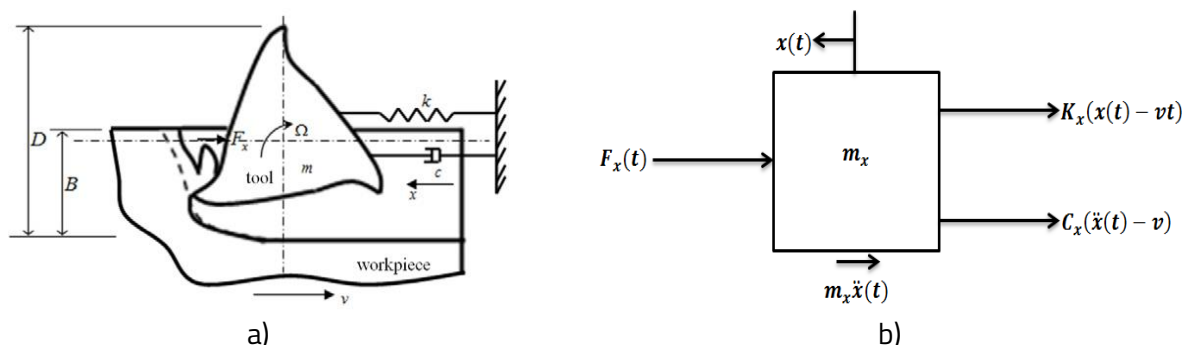 D
B
F_x
Ω
tool
m
k
c
x
workpiece
v
a)
x(t)
F_x(t)
m_x
K_x(x(t) − vt)
C_x(ẍ(t) − v)
m_xẍ(t)
b)